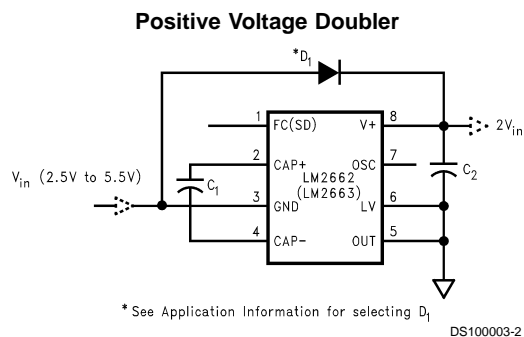 Positive Voltage Doubler
*D1
1 FC(SD) V+ 8 2Vin
2 CAP+ OSC 7
LM2662
C1 C2
Vin (2.5V to 5.5V)
3 GND (LM2663) LV 6
4 CAP- OUT 5
* See Application Information for selecting D1
DS100003-2